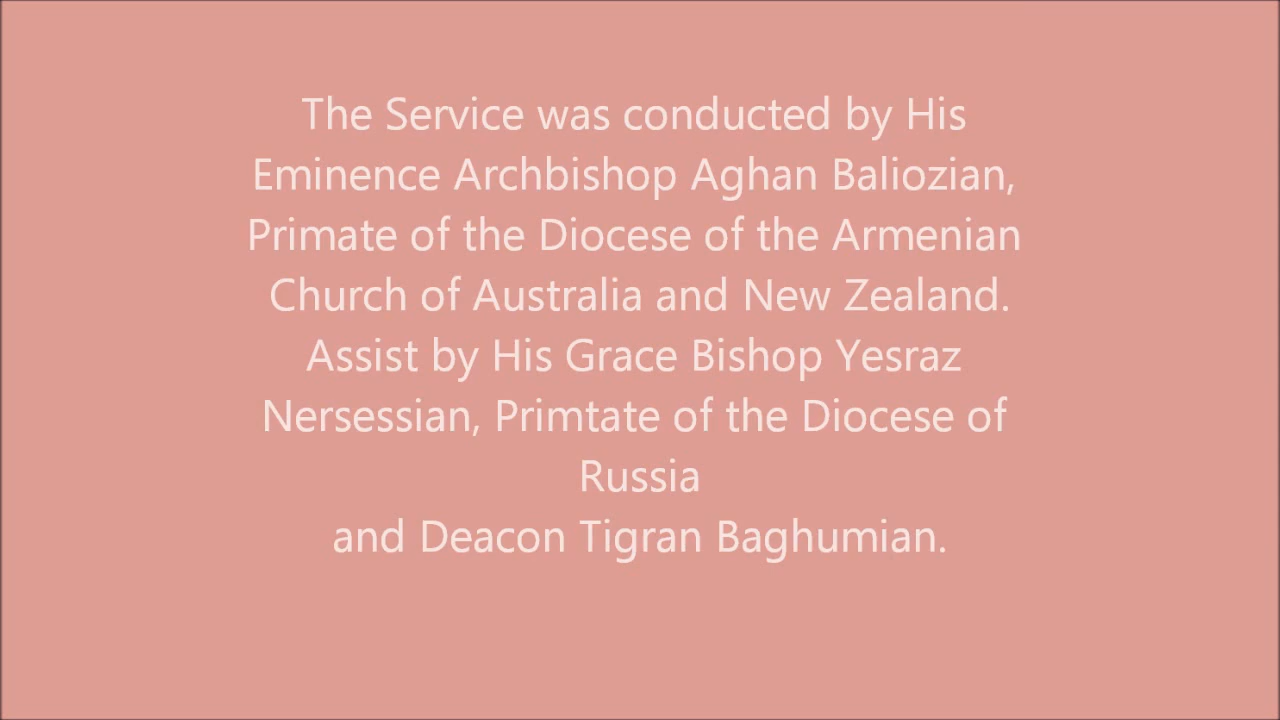 The Service was conducted by His
Eminence Archbishop Aghan Baliozian,
Primate of the Diocese of the Armenian
Church of Australia and New Zealand.
Assist by His Grace Bishop Yesraz
Nersessian, Primtate of the Diocese of
Russia
and Deacon Tigran Baghumian.